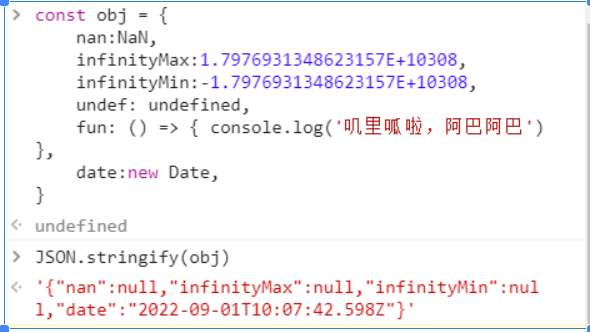 const obj = {
nan:NaN,
infinityMax:1.7976931348623157E+10308,
infinityMin:-1.7976931348623157E+10308,
undef: undefined,
fun: () => { console.log('叽里呱啦，阿巴阿巴')
},
date:new Date,
}
undefined
JSON.stringify(obj)
'{"nan":null,"infinityMax":null,"infinityMin":nul
l,"date":"2022-09-01T10:07:42.598Z"}'